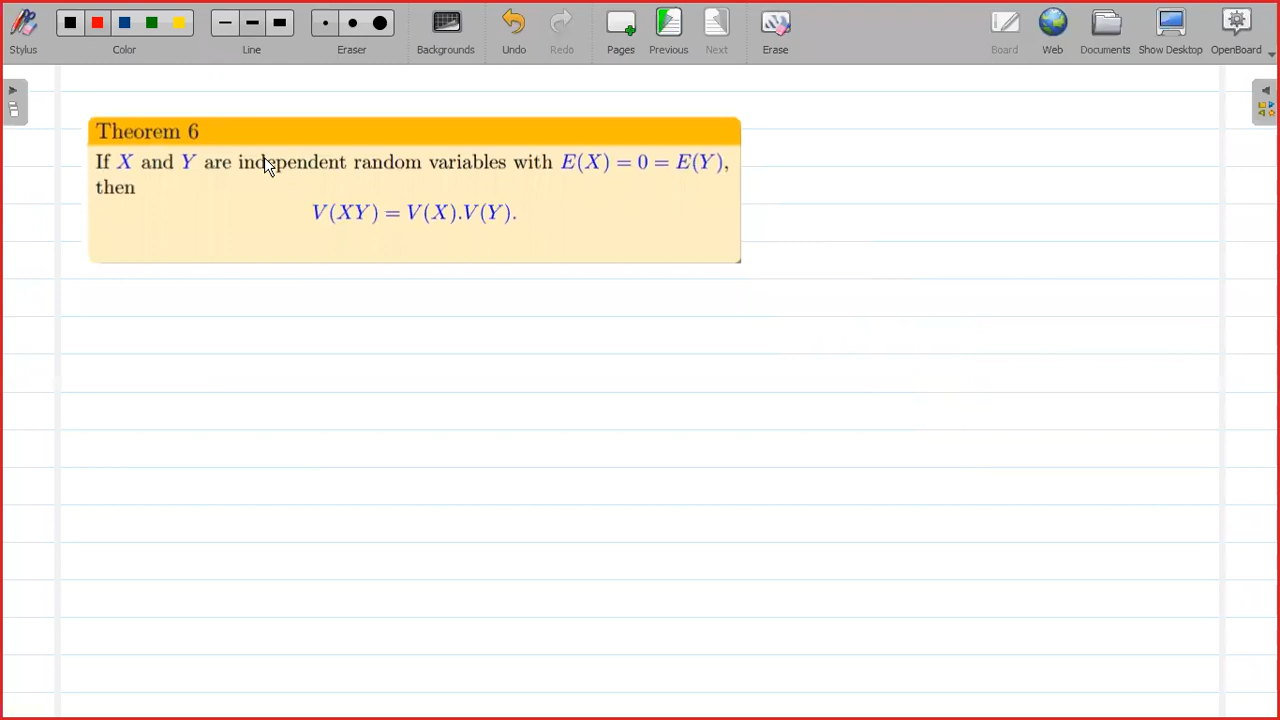 Stylus Color Line Eraser Backgrounds Undo Redo Pages Previous Next Erase Board Web Documents Show Desktop OpenBoard
Theorem 6
If X and Y are independent random variables with E(X) = 0 = E(Y),
then
V(XY) = V(X).V(Y).